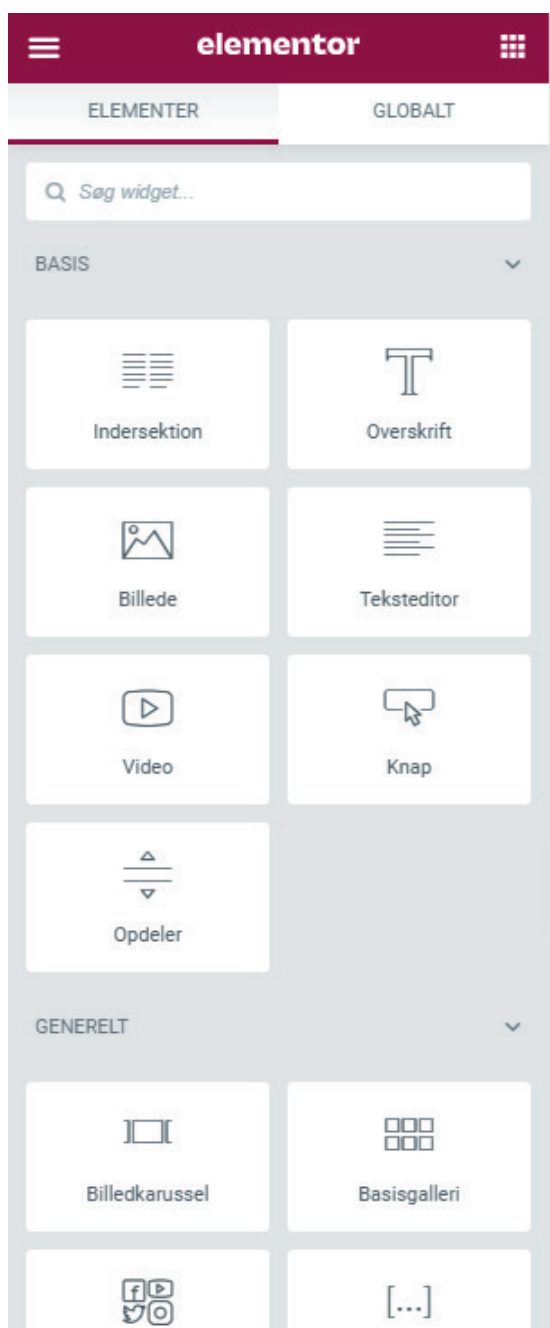 elementor
ELEMENTER GLOBALT
Søg widget...
BASIS
Indersektion Overskrift
Billede Teksteditor
Video Knap
Opdeler
GENERELT
Billedkarussel Basisgalleri
[...]